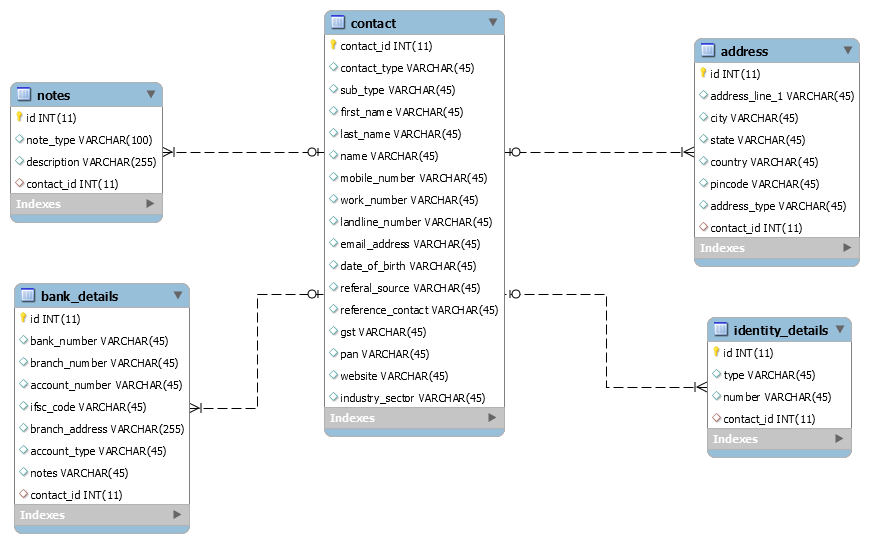 contact
contact_id INT(11)
contact_type VARCHAR(45)
sub_type VARCHAR(45)
first_name VARCHAR(45)
last_name VARCHAR(45)
name VARCHAR(45)
mobile_number VARCHAR(45)
work_number VARCHAR(45)
landline_number VARCHAR(45)
email_address VARCHAR(45)
date_of_birth VARCHAR(45)
referal_source VARCHAR(45)
reference_contact VARCHAR(45)
gst VARCHAR(45)
pan VARCHAR(45)
website VARCHAR(45)
industry_sector VARCHAR(45)
Indexes
notes
id INT(11)
note_type VARCHAR(100)
description VARCHAR(255)
contact_id INT(11)
Indexes
address
id INT(11)
address_line_1 VARCHAR(45)
city VARCHAR(45)
state VARCHAR(45)
country VARCHAR(45)
pincode VARCHAR(45)
address_type VARCHAR(45)
contact_id INT(11)
Indexes
bank_details
id INT(11)
bank_number VARCHAR(45)
branch_number VARCHAR(45)
account_number VARCHAR(45)
ifsc_code VARCHAR(45)
branch_address VARCHAR(255)
account_type VARCHAR(45)
notes VARCHAR(45)
contact_id INT(11)
Indexes
identity_details
id INT(11)
type VARCHAR(45)
number VARCHAR(45)
contact_id INT(11)
Indexes